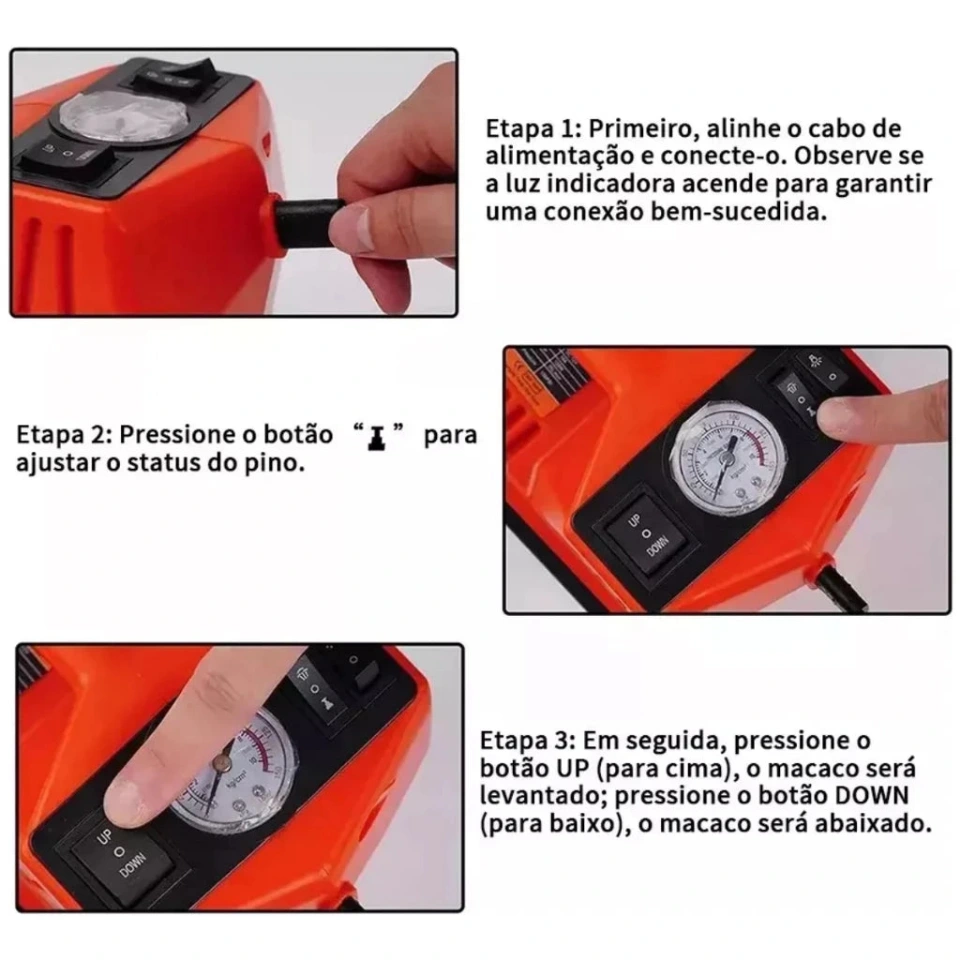 Etapa 1: Primeiro, alinhe o cabo de
alimentação e conecte-o. Observe se
a luz indicadora acende para garantir
uma conexão bem-sucedida.
Etapa 2: Pressione o botão “ ” para
ajustar o status do pino.
UP
DOWN
kg/cm²
UP
DOWN
Etapa 3: Em seguida, pressione o
botão UP (para cima), o macaco será
levantado; pressione o botão DOWN
(para baixo), o macaco será abaixado.